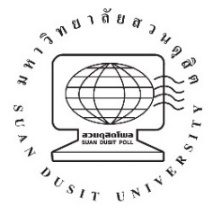 มหาวิทยาลัยสวนดุสิต
สวนดุสิตโพล
SUAN DUSIT POLL
SUAN DUSIT UNIVERSITY